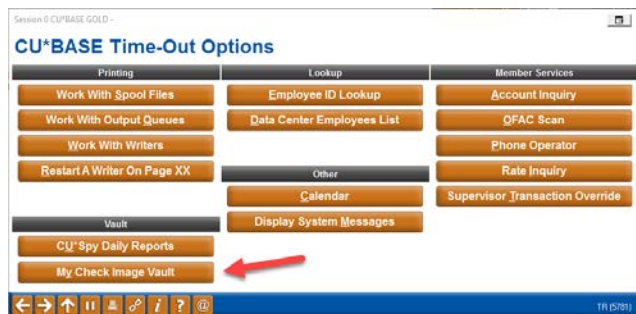 Session 0 CU*BASE GOLD -
CU*BASE Time-Out Options
Printing
Work With Spool Files
Work With Output Queues
Work With Writers
Restart A Writer On Page XX
Vault
CU*Spy Daily Reports
My Check Image Vault
Lookup
Employee ID Lookup
Data Center Employees List
Other
Calendar
Display System Messages
Member Services
Account Inquiry
OFAC Scan
Phone Operator
Rate Inquiry
Supervisor Transaction Override
TR (5781)